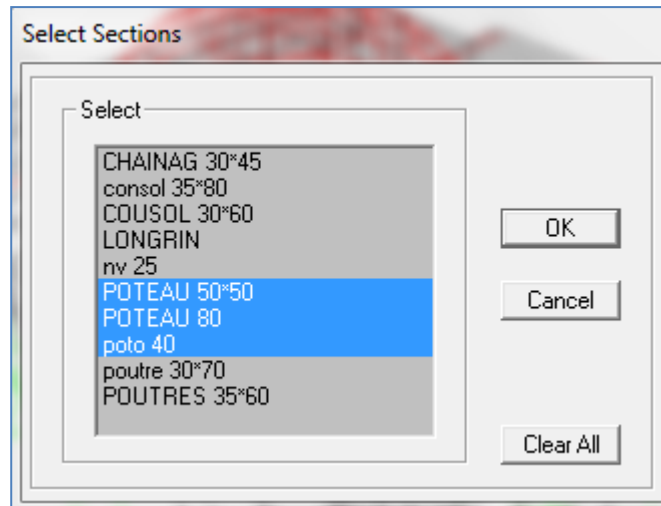 Select Sections
Select
CHAINAG 30*45
consol 35*80
COUSOL 30*60
LONGRIN
nv 25
POTEAU 50*50
POTEAU 80
poto 40
poutre 30*70
POUTRES 35*60
OK
Cancel
Clear All